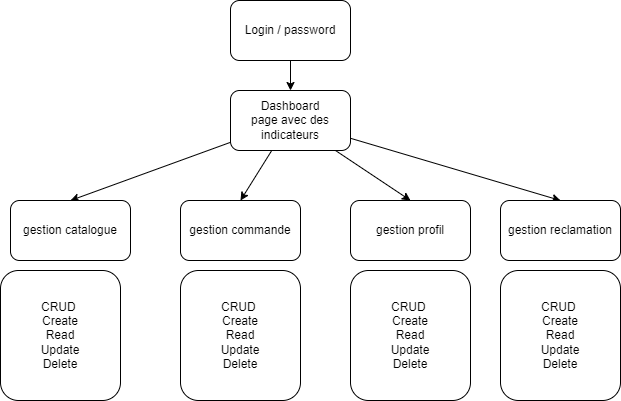 Login / password
Dashboard
page avec des
indicateurs
gestion catalogue
gestion commande
gestion profil
gestion reclamation
CRUD
Create
Read
Update
Delete
CRUD
Create
Read
Update
Delete
CRUD
Create
Read
Update
Delete
CRUD
Create
Read
Update
Delete